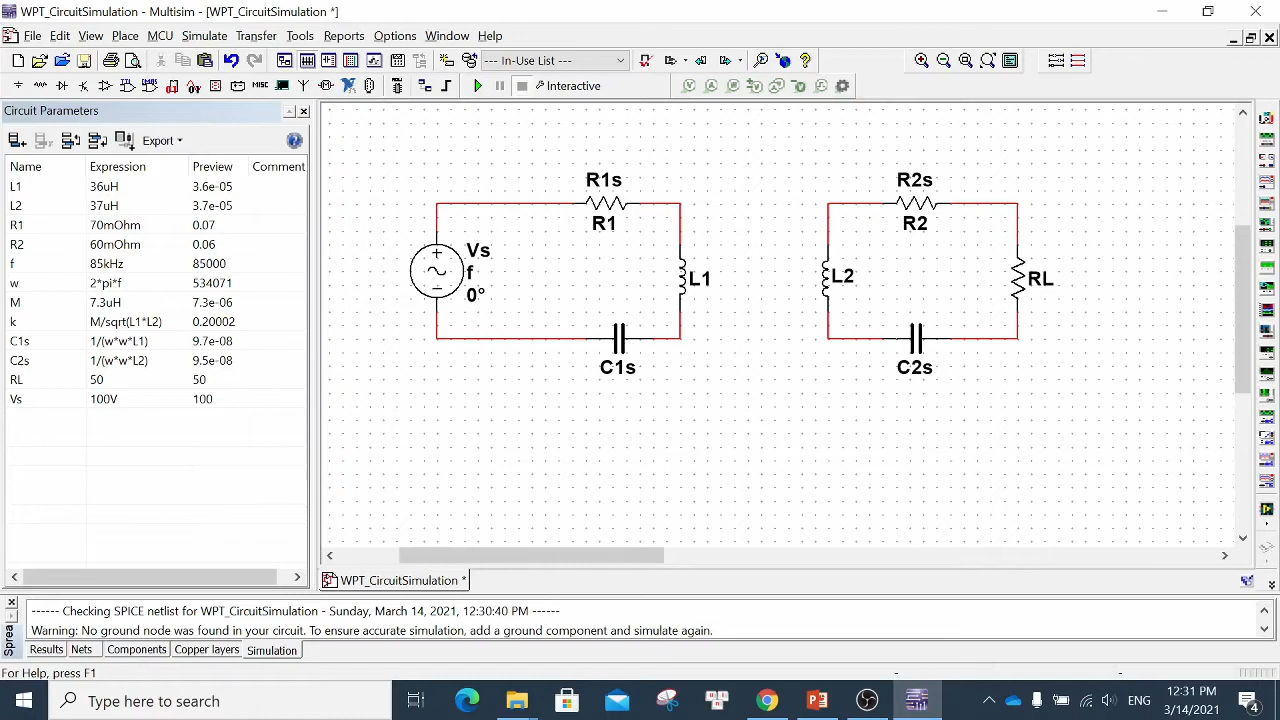 WPT_CircuitSimulation - Multisim - [WPT_CircuitSimulation *]
File Edit View Place MCU Simulate Transfer Tools Reports Options Window Help
--- In-Use List ---
MISC
Interactive
Circuit Parameters
Export
Name Expression Preview Comment
L1 36uH 3.6e-05
L2 37uH 3.7e-05
R1 70mOhm 0.07
R2 60mOhm 0.06
f 85kHz 85000
w 2*pi*f 534071
M 7.3uH 7.3e-06
k M/sqrt(L1*L2) 0.20002
C1s 1/(w*w*L1) 9.7e-08
C2s 1/(w*w*L2) 9.5e-08
RL 50 50
Vs 100V 100
R1s
R1
Vs
f
0°
L1
C1s
R2s
R2
L2
RL
C2s
WPT_CircuitSimulation *
------ Checking SPICE netlist for WPT_CircuitSimulation - Sunday, March 14, 2021, 12:30:40 PM ------
Warning: No ground node was found in your circuit. To ensure accurate simulation, add a ground component and simulate again.
Sprea
Results Nets Components Copper layers Simulation
For Help, press F1
Type here to search
ENG
12:31 PM
3/14/2021
4